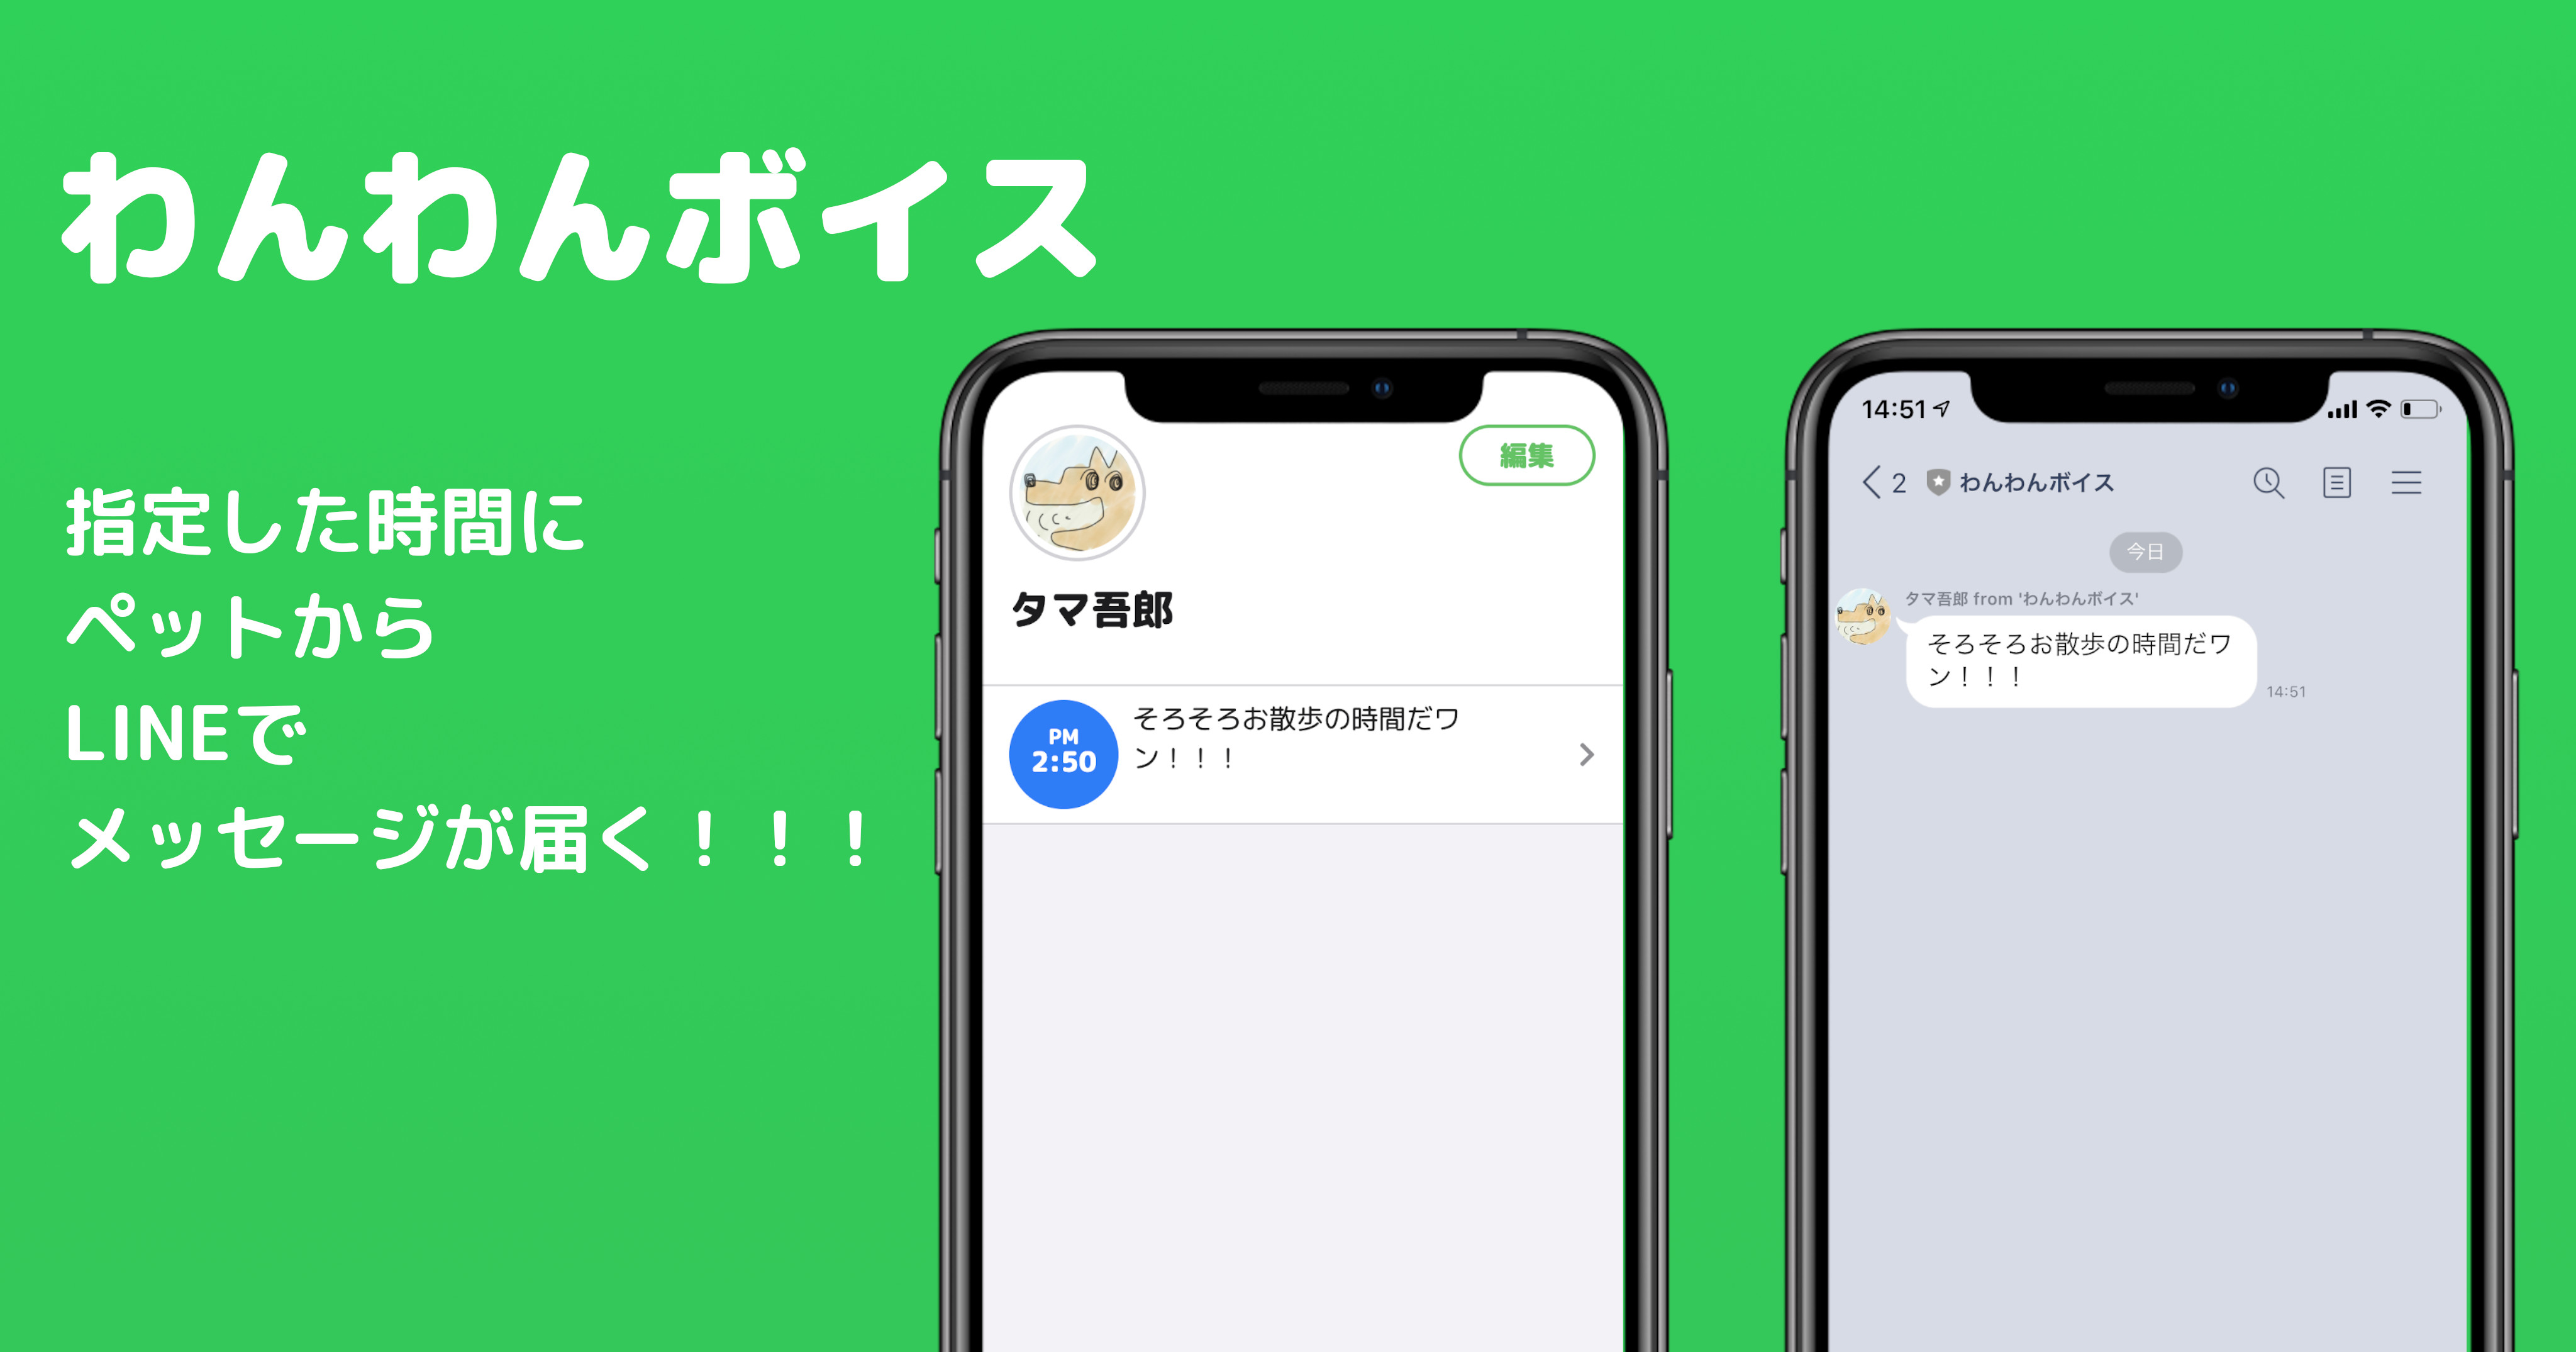 わんわんボイス
指定した時間に
ペットから
LINEで
メッセージが届く！！！
編集
タマ吾郎
PM
2:50
そろそろお散歩の時間だワ
ン！！！
14:51
2 わんわんボイス
今日
タマ吾郎 from 'わんわんボイス'
そろそろお散歩の時間だワ
ン！！！
14:51